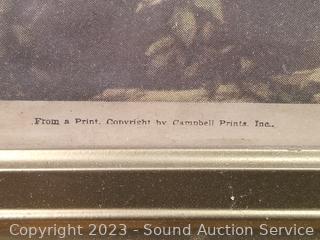 From a Print. Copyright by Campbell Prints, Inc..
Copyright 2023 - Sound Auction Service